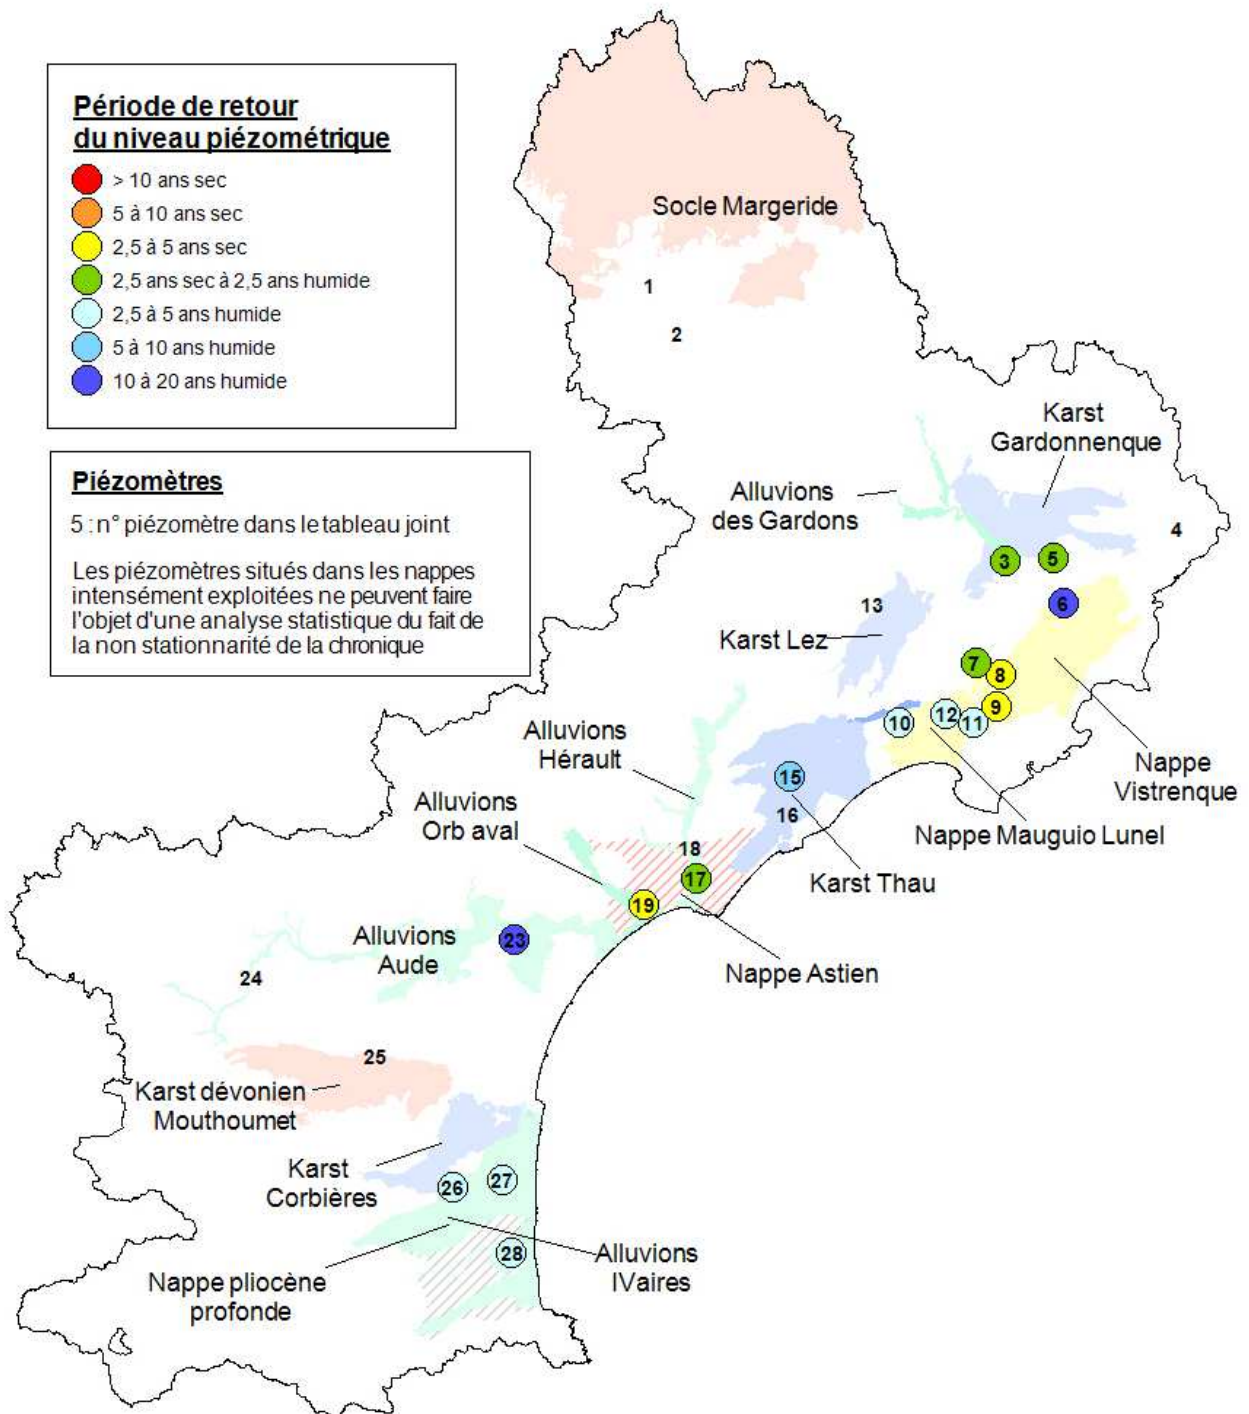 Période de retour
du niveau piézométrique
> 10 ans sec
5 à 10 ans sec
2,5 à 5 ans sec
2,5 ans sec à 2,5 ans humide
2,5 à 5 ans humide
5 à 10 ans humide
10 à 20 ans humide
Piézomètres
5 : n° piézomètre dans le tableau joint
Les piézomètres situés dans les nappes
intensément exploitées ne peuvent faire
l'objet d'une analyse statistique du fait de
la non stationnarité de la chronique
Socle Margeride
1
2
Karst
Gardonnenque
Alluvions
des Gardons
4
3
5
6
13
Karst Lez
7
8
9
10
12
11
Nappe
Vistrenque
Nappe Mauguio Lunel
Alluvions
Hérault
15
16
Karst Thau
Alluvions
Orb aval
18
17
19
Nappe Astien
Alluvions
Aude
23
24
25
Karst dévonien
Mouthoumet
Karst
Corbières
26
27
28
Alluvions
IVaires
Nappe pliocène
profonde